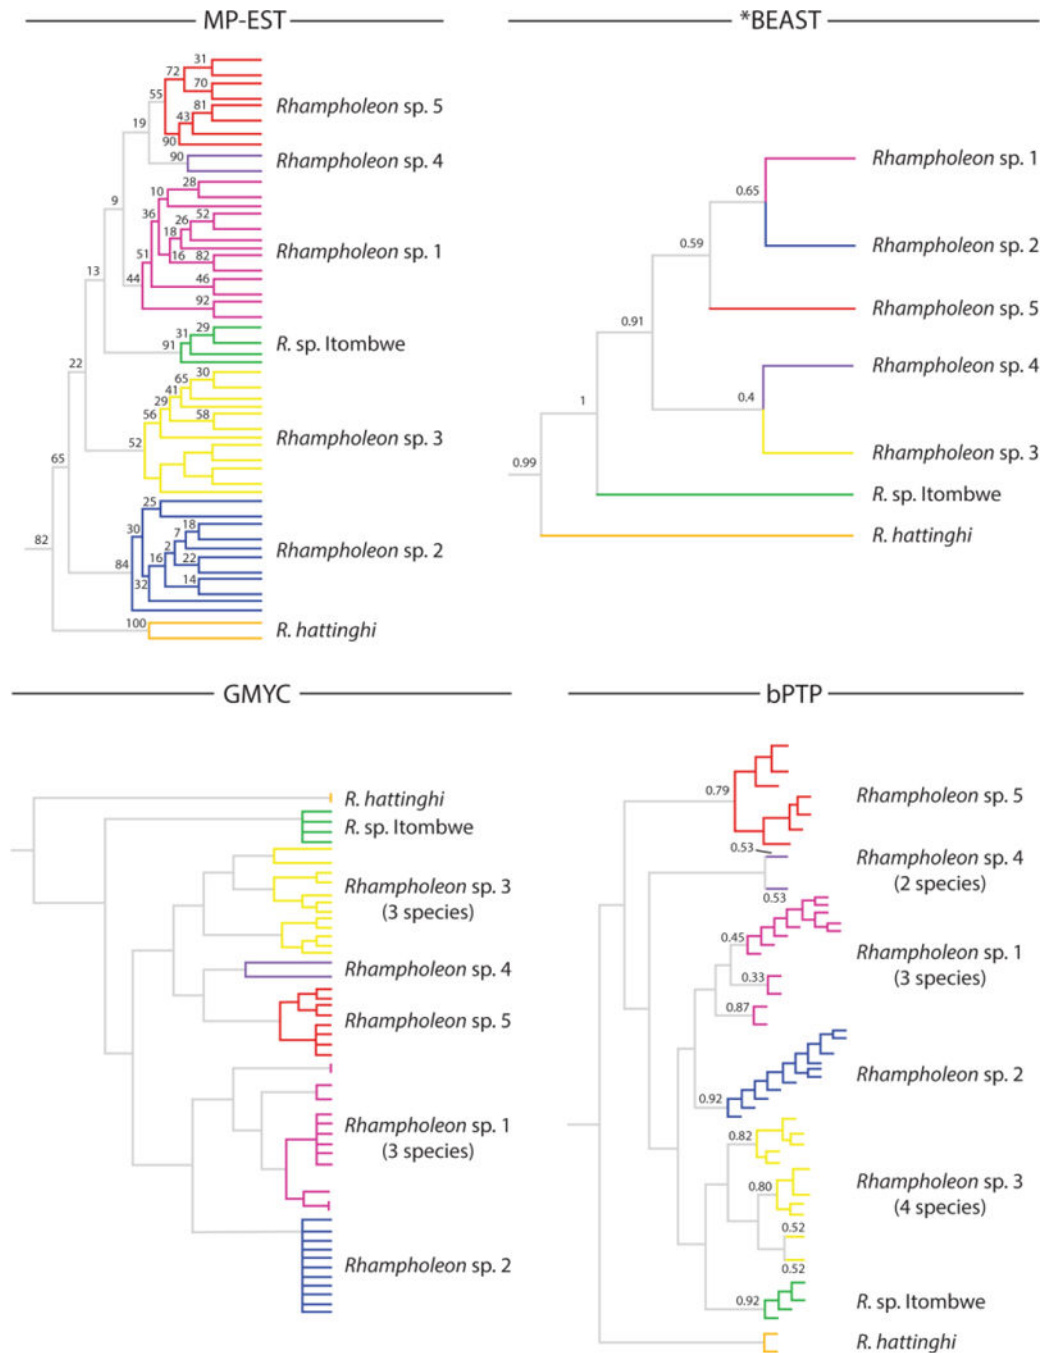 MP-EST
31
72
55
70
81
43
90
Rhampholeon sp. 5
19
90
Rhampholeon sp. 4
9
28
10
36
52
26
18
16
82
51
44
46
92
Rhampholeon sp. 1
13
29
31
91
R. sp. Itombwe
22
30
65
41
29
56
58
52
Rhampholeon sp. 3
65
25
30
18
7
2
16
22
84
32
14
Rhampholeon sp. 2
82
100
R. hattinghi
*BEAST
0.65
Rhampholeon sp. 1
Rhampholeon sp. 2
0.59
Rhampholeon sp. 5
0.91
Rhampholeon sp. 4
0.4
1
Rhampholeon sp. 3
0.99
R. sp. Itombwe
R. hattinghi
GMYC
R. hattinghi
R. sp. Itombwe
Rhampholeon sp. 3
(3 species)
Rhampholeon sp. 4
Rhampholeon sp. 5
Rhampholeon sp. 1
(3 species)
Rhampholeon sp. 2
bPTP
0.79
Rhampholeon sp. 5
0.53
Rhampholeon sp. 4
(2 species)
0.53
0.45
Rhampholeon sp. 1
(3 species)
0.33
0.87
Rhampholeon sp. 2
0.92
0.82
0.80
Rhampholeon sp. 3
(4 species)
0.52
0.52
0.92
R. sp. Itombwe
R. hattinghi